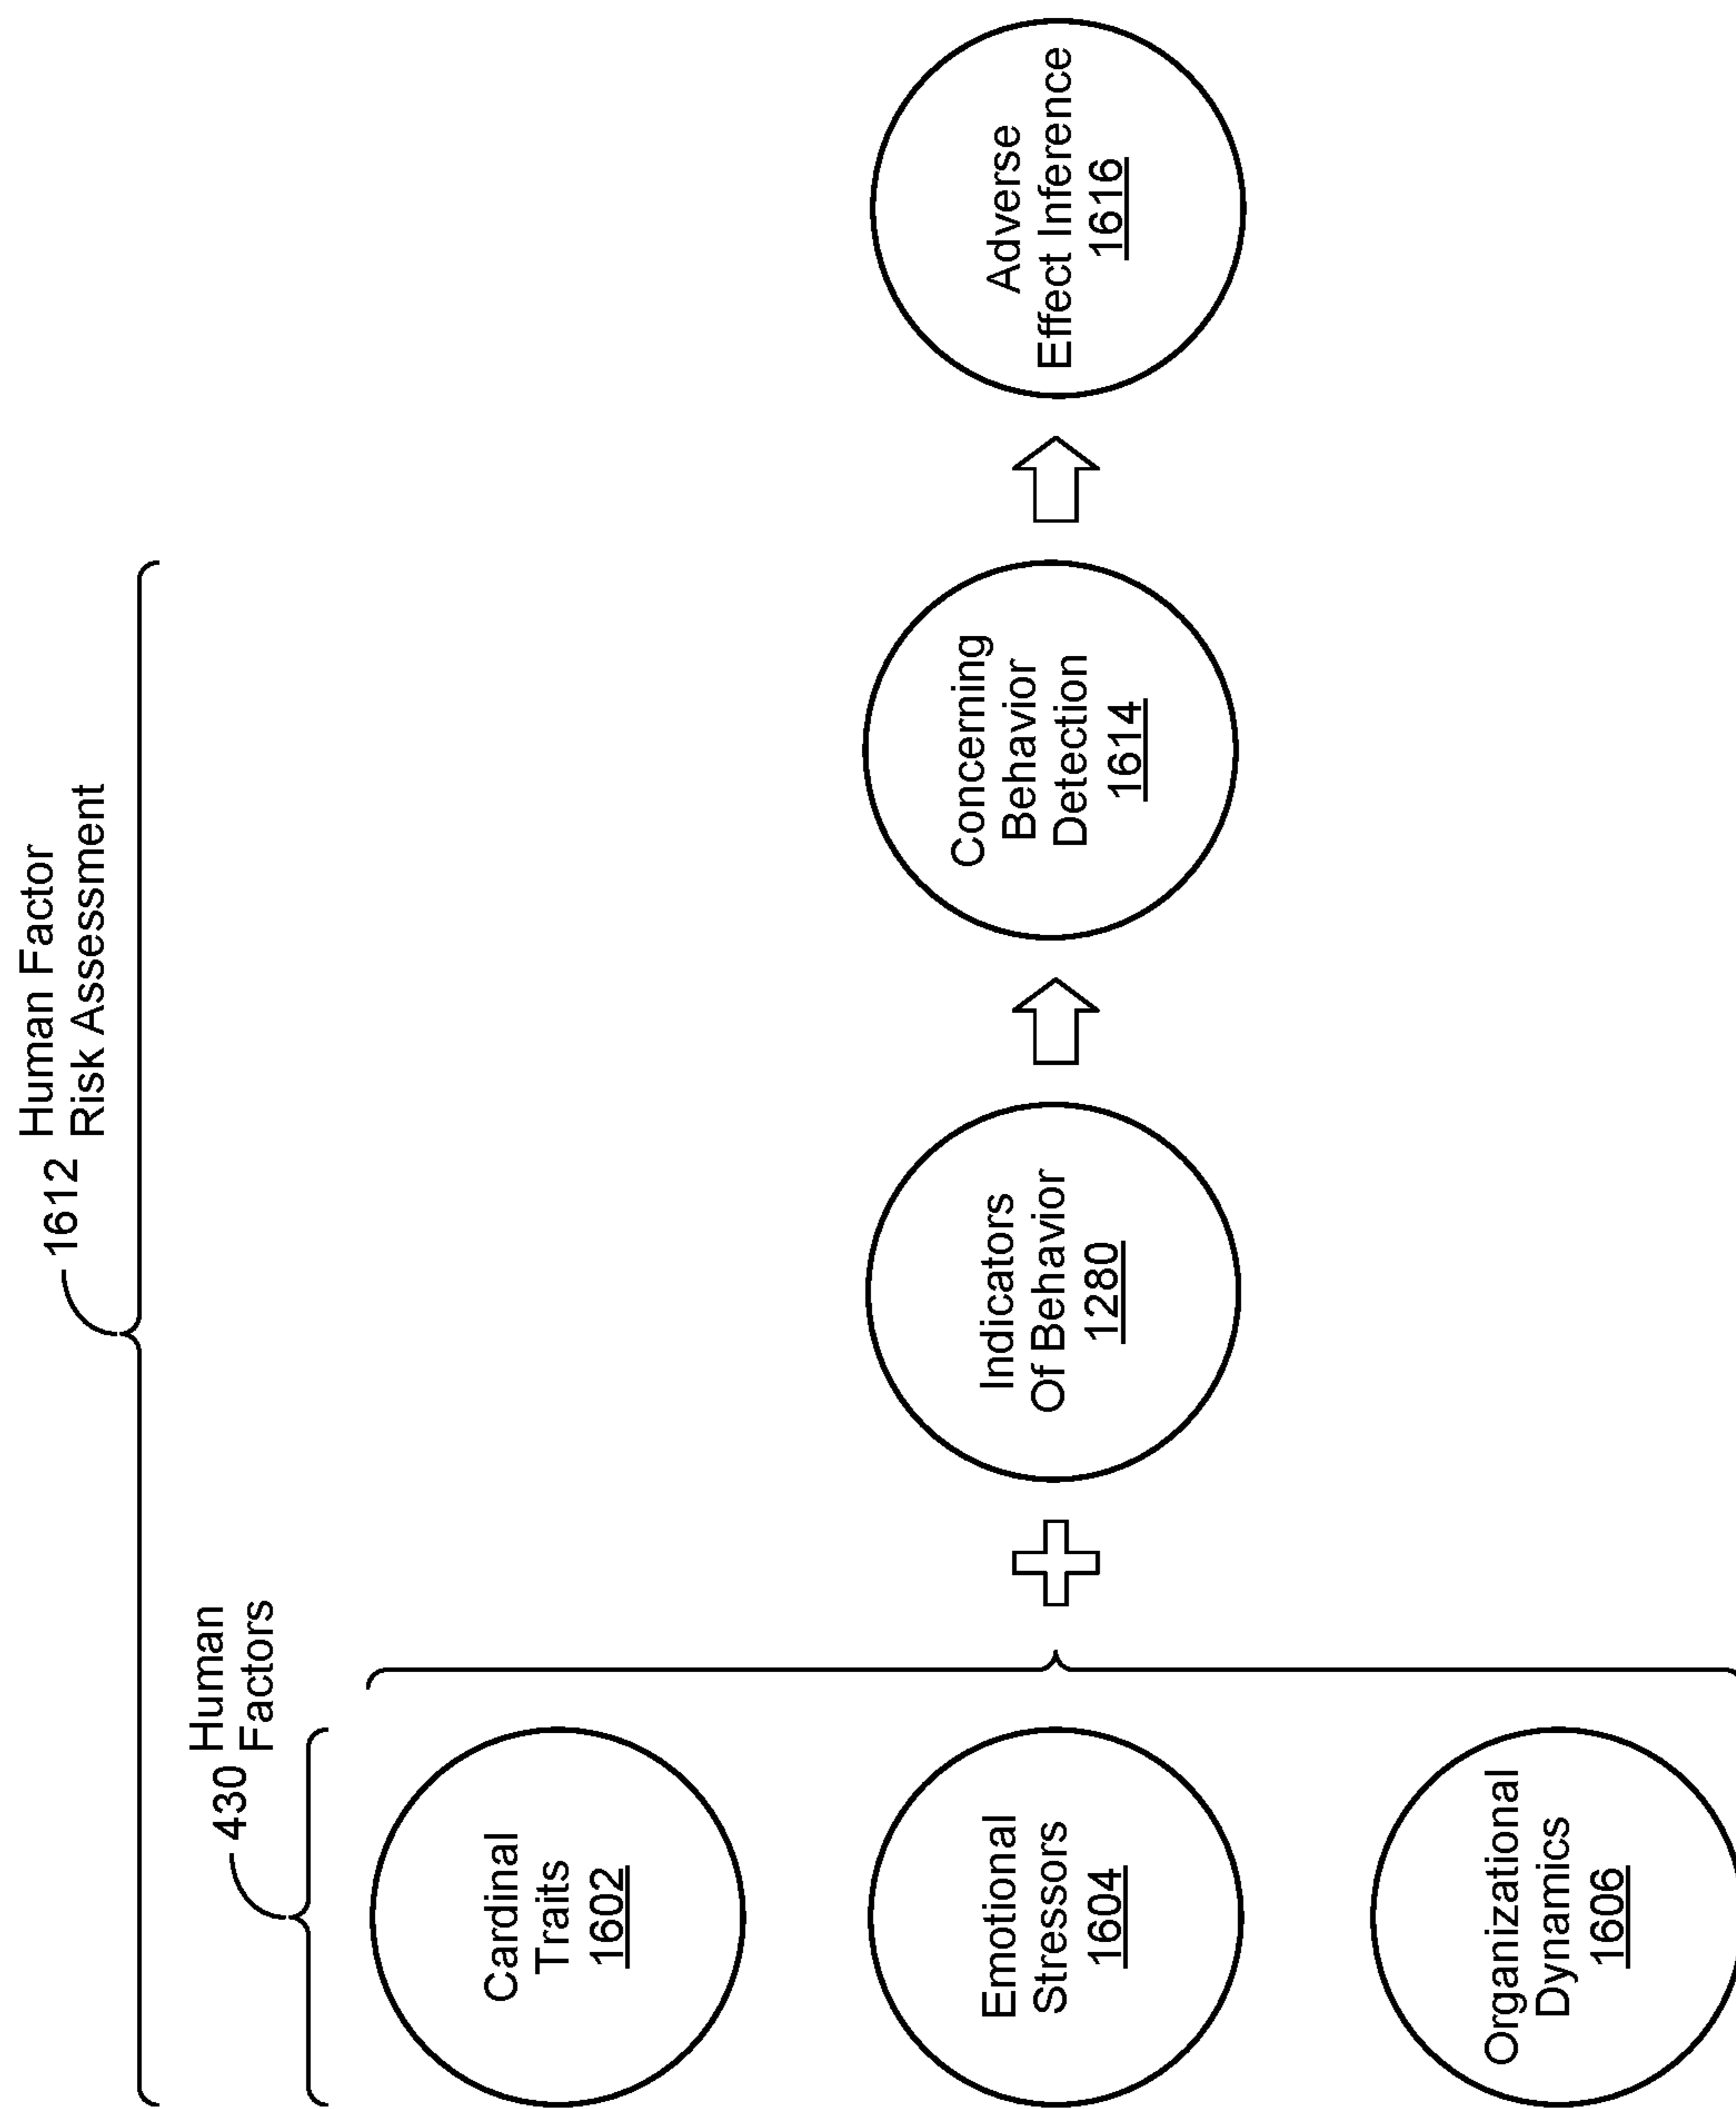 1612 Human Factor
Risk Assessment
430 Human
Factors
Cardinal
Traits
1602
Emotional
Stressors
1604
Organizational
Dynamics
1606
Indicators
Of Behavior
1280
Concerning
Behavior
Detection
1614
Adverse
Effect Inference
1616